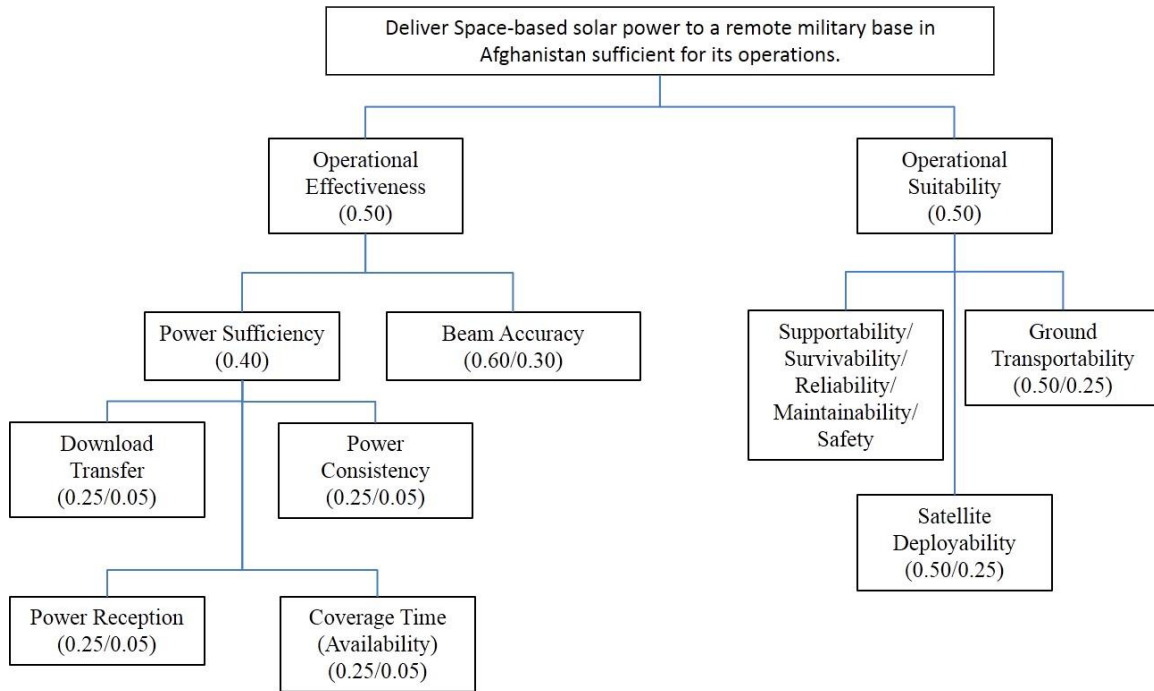 Deliver Space-based solar power to a remote military base in
Afghanistan sufficient for its operations.
Operational
Effectiveness
(0.50)
Operational
Suitability
(0.50)
Power Sufficiency
(0.40)
Beam Accuracy
(0.60/0.30)
Supportability/
Survivability/
Reliability/
Maintainability/
Safety
Ground
Transportability
(0.50/0.25)
Download
Transfer
(0.25/0.05)
Power
Consistency
(0.25/0.05)
Satellite
Deployability
(0.50/0.25)
Power Reception
(0.25/0.05)
Coverage Time
(Availability)
(0.25/0.05)